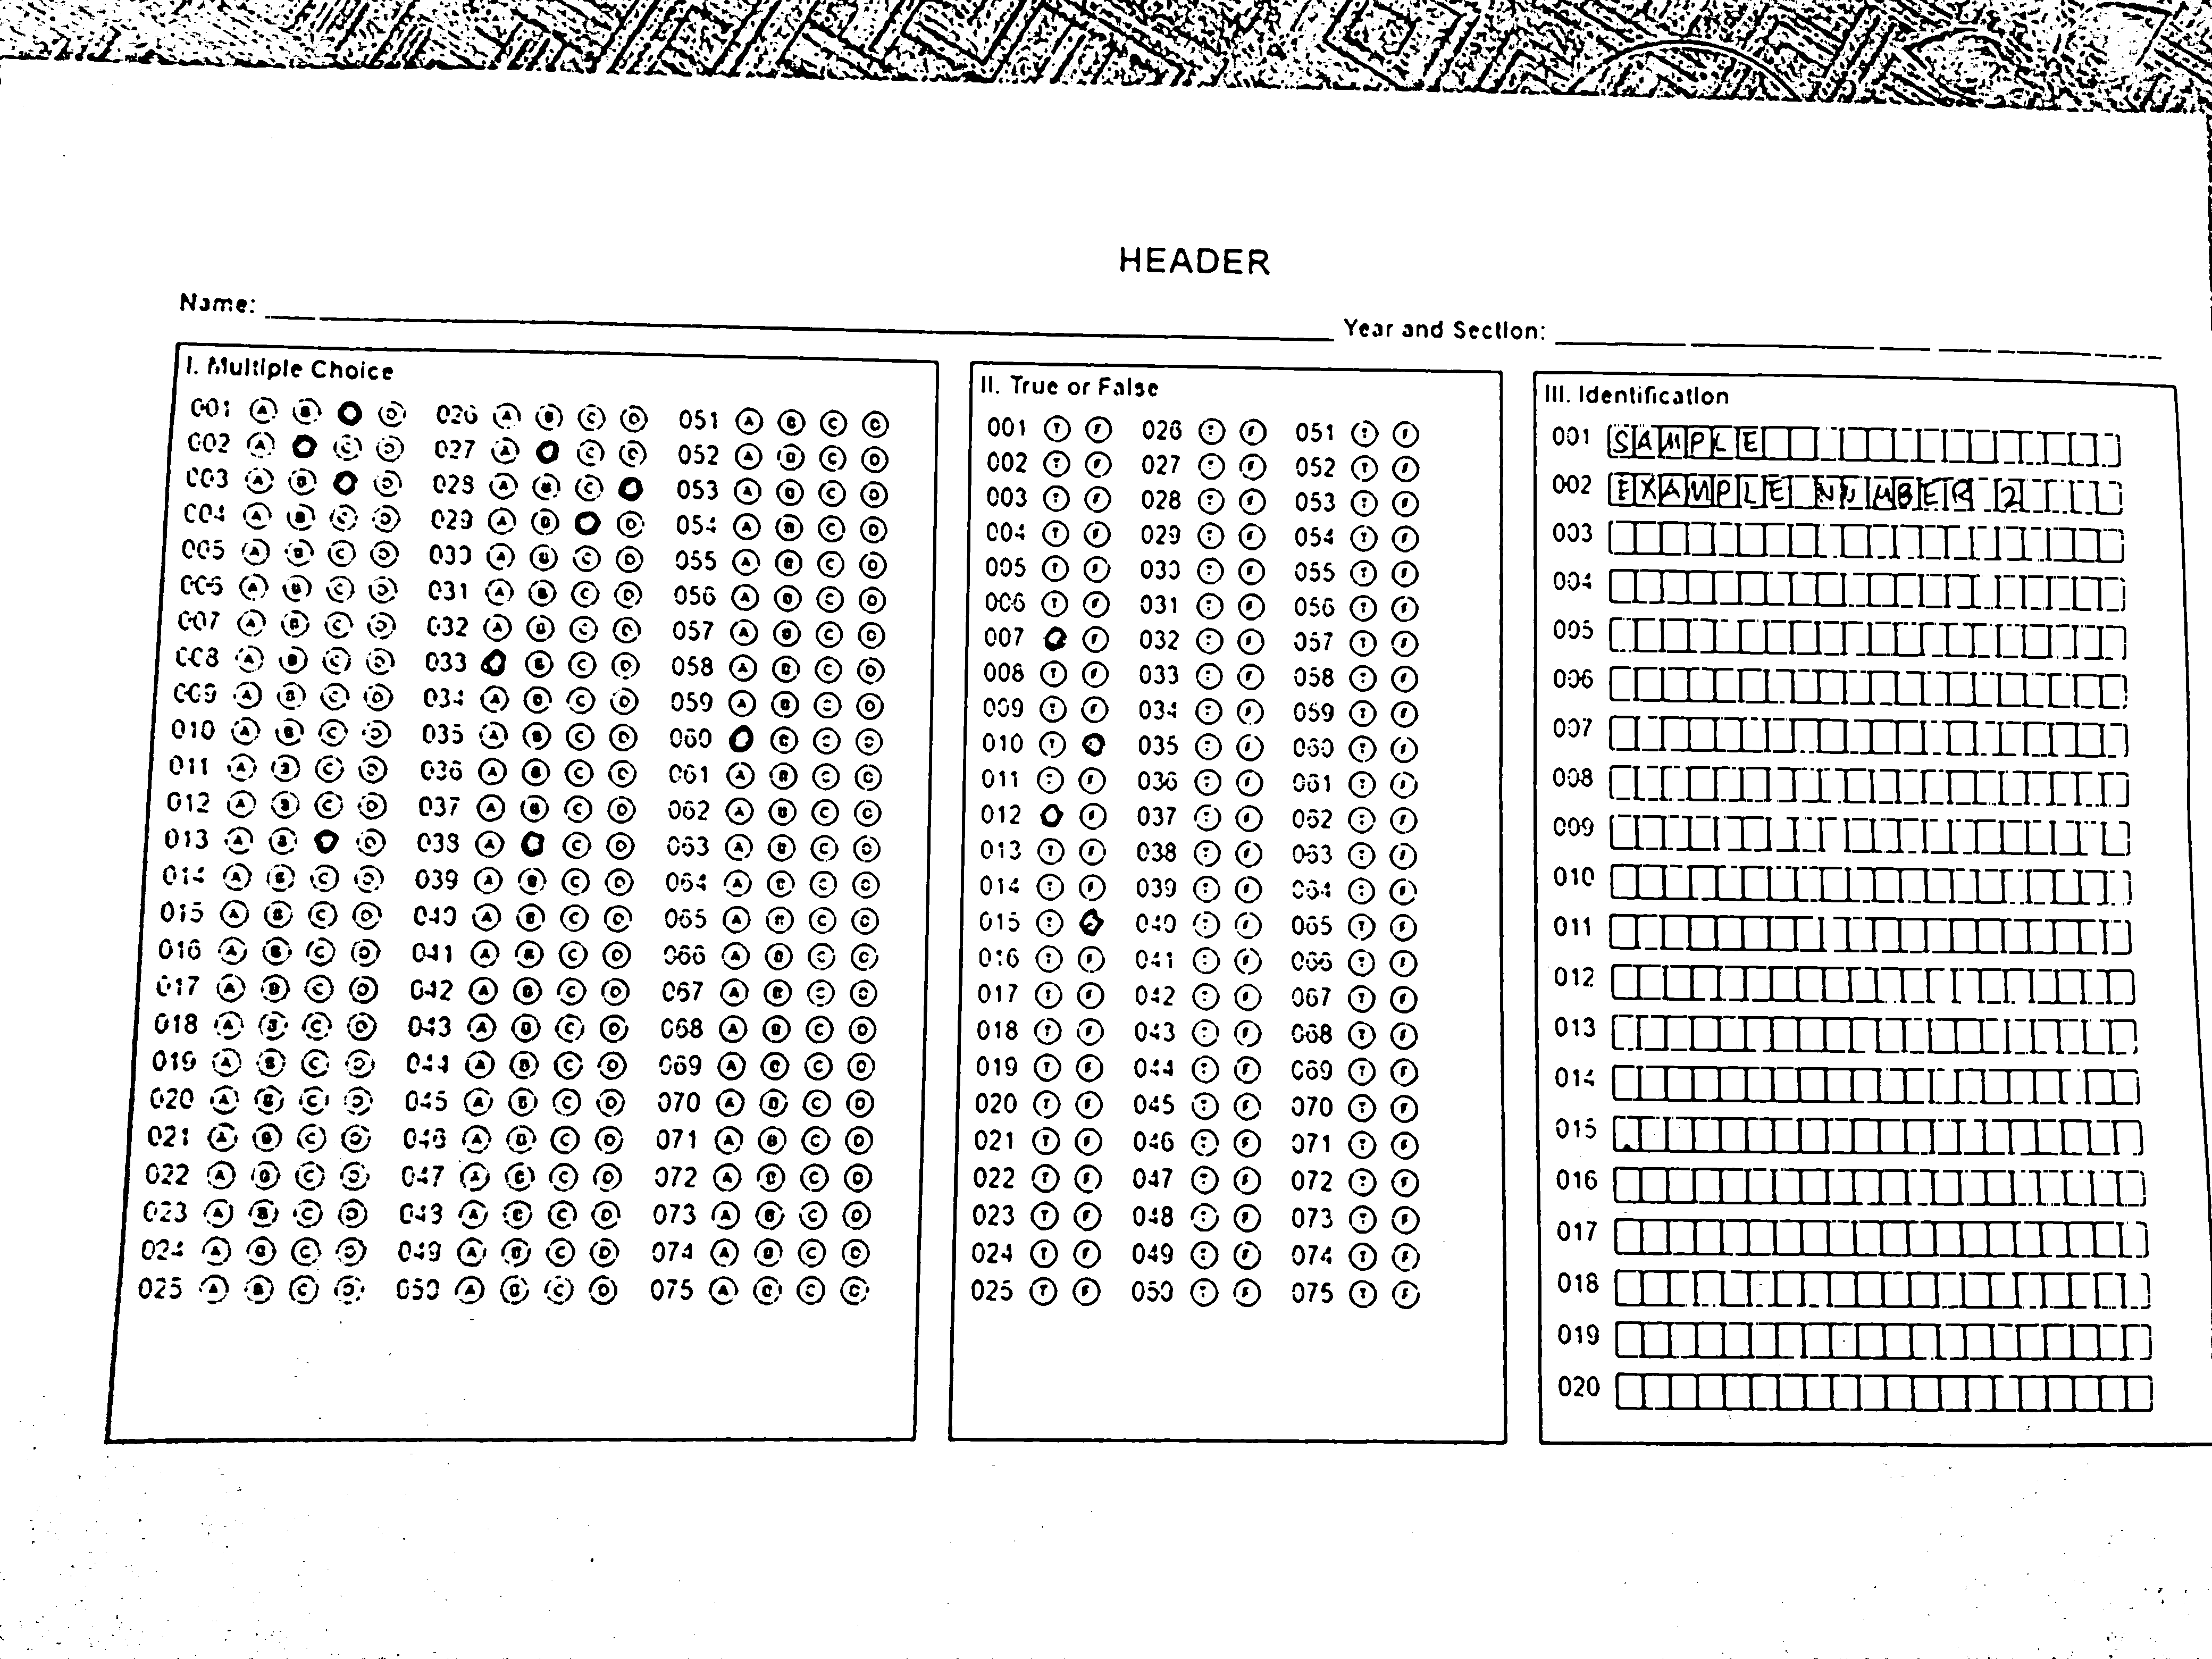 HEADER
Name: Year and Section:
I. Multiple Choice
001 A B D 026 A B C D 051 A B C D
002 A C D 027 A C D 052 A B C D
003 A B D 028 A B C 053 A B C D
004 A B C D 029 A B D 054 A B C D
005 A B C D 030 A B C D 055 A B C D
006 A B C D 031 A B C D 056 A B C D
007 A B C D 032 A B C D 057 A B C D
008 A B C D 033 B C D 058 A B C D
009 A B C D 034 A B C D 059 A B C D
010 A B C D 035 A B C D 060 B C D
011 A B C D 036 A B C D 061 A B C D
012 A B C D 037 A B C D 062 A B C D
013 A B D 038 A C D 063 A B C D
014 A B C D 039 A B C D 064 A B C D
015 A B C D 040 A B C D 065 A B C D
016 A B C D 041 A B C D 066 A B C D
017 A B C D 042 A B C D 067 A B C D
018 A B C D 043 A B C D 068 A B C D
019 A B C D 044 A B C D 069 A B C D
020 A B C D 045 A B C D 070 A B C D
021 A B C D 046 A B C D 071 A B C D
022 A B C D 047 A B C D 072 A B C D
023 A B C D 048 A B C D 073 A B C D
024 A B C D 049 A B C D 074 A B C D
025 A B C D 050 A B C D 075 A B C D
II. True or False
001 T F 026 T F 051 T F
002 T F 027 T F 052 T F
003 T F 028 T F 053 T F
004 T F 029 T F 054 T F
005 T F 030 T F 055 T F
006 T F 031 T F 056 T F
007 F 032 T F 057 T F
008 T F 033 T F 058 T F
009 T F 034 T F 059 T F
010 T 035 T F 060 T F
011 T F 036 T F 061 T F
012 F 037 T F 062 T F
013 T F 038 T F 063 T F
014 T F 039 T F 064 T F
015 T 040 T F 065 T F
016 T F 041 T F 066 T F
017 T F 042 T F 067 T F
018 T F 043 T F 068 T F
019 T F 044 T F 069 T F
020 T F 045 T F 070 T F
021 T F 046 T F 071 T F
022 T F 047 T F 072 T F
023 T F 048 T F 073 T F
024 T F 049 T F 074 T F
025 T F 050 T F 075 T F
III. Identification
001 SAMPLE
002 EXAMPLE NUMBER 2
003
004
005
006
007
008
009
010
011
012
013
014
015
016
017
018
019
020